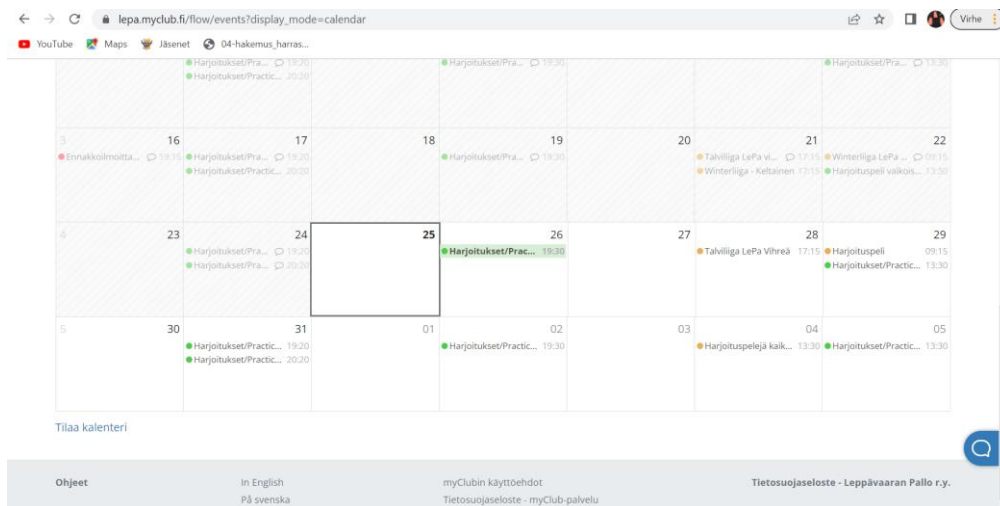 lepa.myclub.fi/flow/events?display_mode=calendar
Virhe
YouTube Maps Jäsenet 04-hakemus_harras...
Harjoitukset/Pra... 19:20 Harjoitukset/Pra... 19:30 Harjoitukset/Pra... 13:30
Harjoitukset/Practic... 20:20
3 16 17 18 19 20 21 22
Ennakkoilmoitta... 19:15 Harjoitukset/Pra... 19:20 Harjoitukset/Pra... 19:30 Talviliiga LePa vi... 17:15 Winterliiga LePa ... 09:15
Harjoitukset/Practic... 20:20 Winterliiga - Keltainen 17:15 Harjoituspeli valkois... 13:30
4 23 24 25 26 27 28 29
Harjoitukset/Pra... 19:20 Harjoitukset/Prac... 19:30 Talviliiga LePa Vihreä 17:15 Harjoituspeli 09:15
Harjoitukset/Pra... 20:20 Harjoitukset/Practic... 13:30
5 30 31 01 02 03 04 05
Harjoitukset/Practic... 19:20 Harjoitukset/Practic... 19:30 Harjoituspelejä kaik... 13:30 Harjoitukset/Practic... 13:30
Harjoitukset/Practic... 20:20
Tilaa kalenteri
Ohjeet In English myClubin käyttöehdot Tietosuojaseloste - Leppävaaran Pallo r.y.
På svenska Tietosuojaseloste - myClub-palvelu